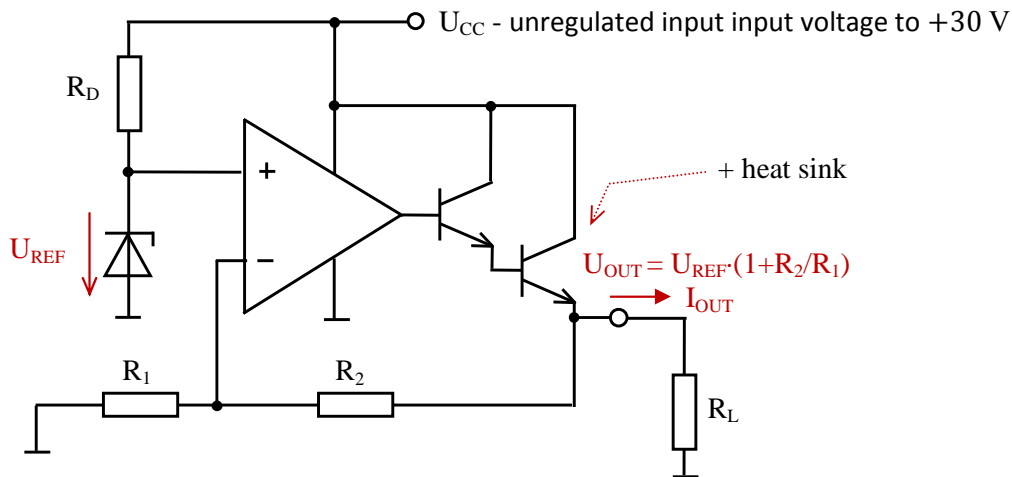 U_CC - unregulated input input voltage to +30 V
R_D
+
+ heat sink
U_REF
−
U_OUT = U_REF·(1+R_2/R_1)
I_OUT
R_1
R_2
R_L